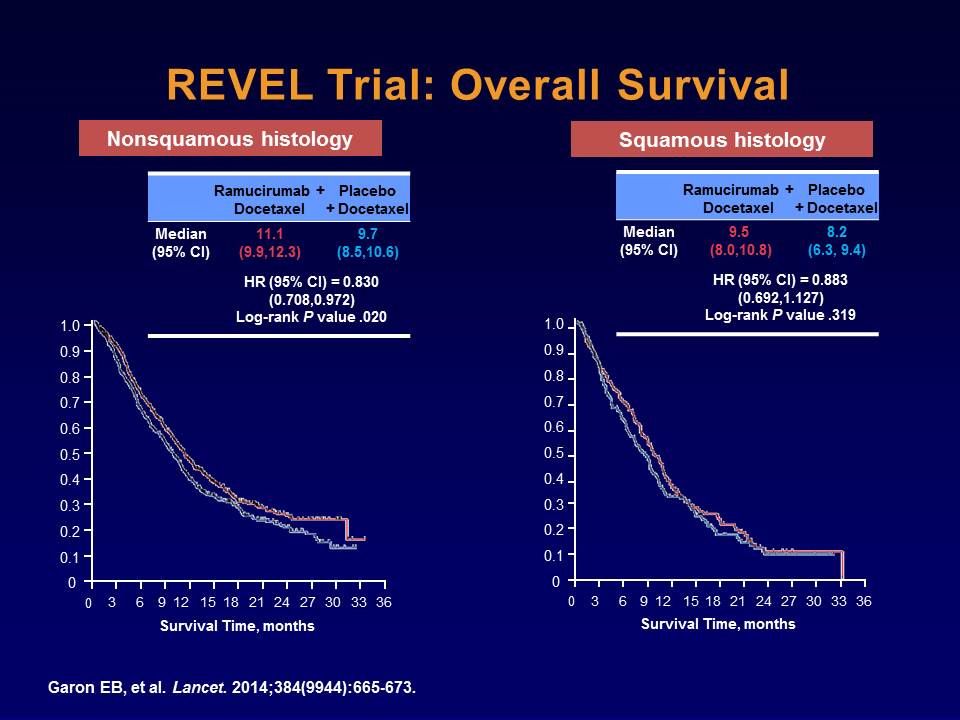 REVEL Trial: Overall Survival
Nonsquamous histology
Ramucirumab + Placebo
Docetaxel + Docetaxel
Median 11.1 9.7
(95% CI) (9.9,12.3) (8.5,10.6)
HR (95% CI) = 0.830
(0.708,0.972)
Log-rank P value .020
1.0
0.9
0.8
0.7
0.6
0.5
0.4
0.3
0.2
0.1
0
0 3 6 9 12 15 18 21 24 27 30 33 36
Survival Time, months
Squamous histology
Ramucirumab + Placebo
Docetaxel + Docetaxel
Median 9.5 8.2
(95% CI) (8.0,10.8) (6.3, 9.4)
HR (95% CI) = 0.883
(0.692,1.127)
Log-rank P value .319
1.0
0.9
0.8
0.7
0.6
0.5
0.4
0.3
0.2
0.1
0
0 3 6 9 12 15 18 21 24 27 30 33 36
Survival Time, months
Garon EB, et al. Lancet. 2014;384(9944):665-673.